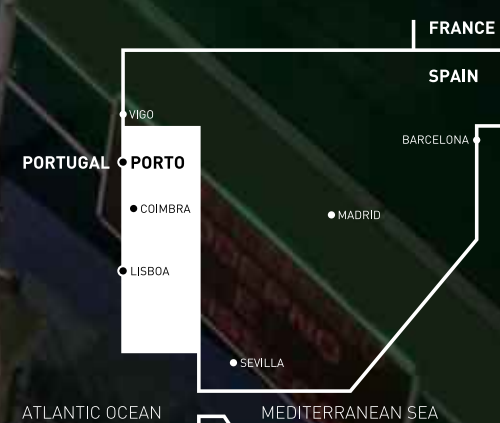 FRANCE
SPAIN
VIGO
BARCELONA
PORTUGAL PORTO
COIMBRA
MADRID
LISBOA
SEVILLA
ATLANTIC OCEAN
MEDITERRANEAN SEA